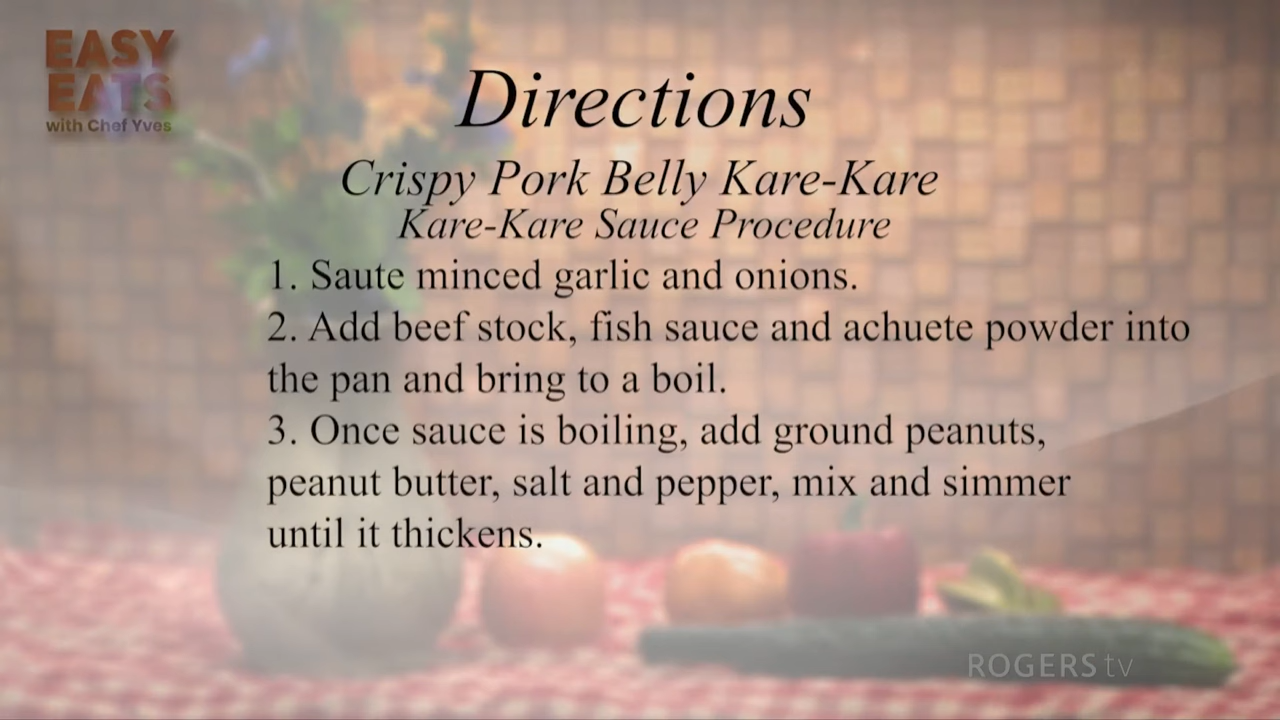 EASY
EATS
with Chef Yves
Directions
Crispy Pork Belly Kare-Kare
Kare-Kare Sauce Procedure
1. Saute minced garlic and onions.
2. Add beef stock, fish sauce and achuete powder into
the pan and bring to a boil.
3. Once sauce is boiling, add ground peanuts,
peanut butter, salt and pepper, mix and simmer
until it thickens.
ROGERS tv